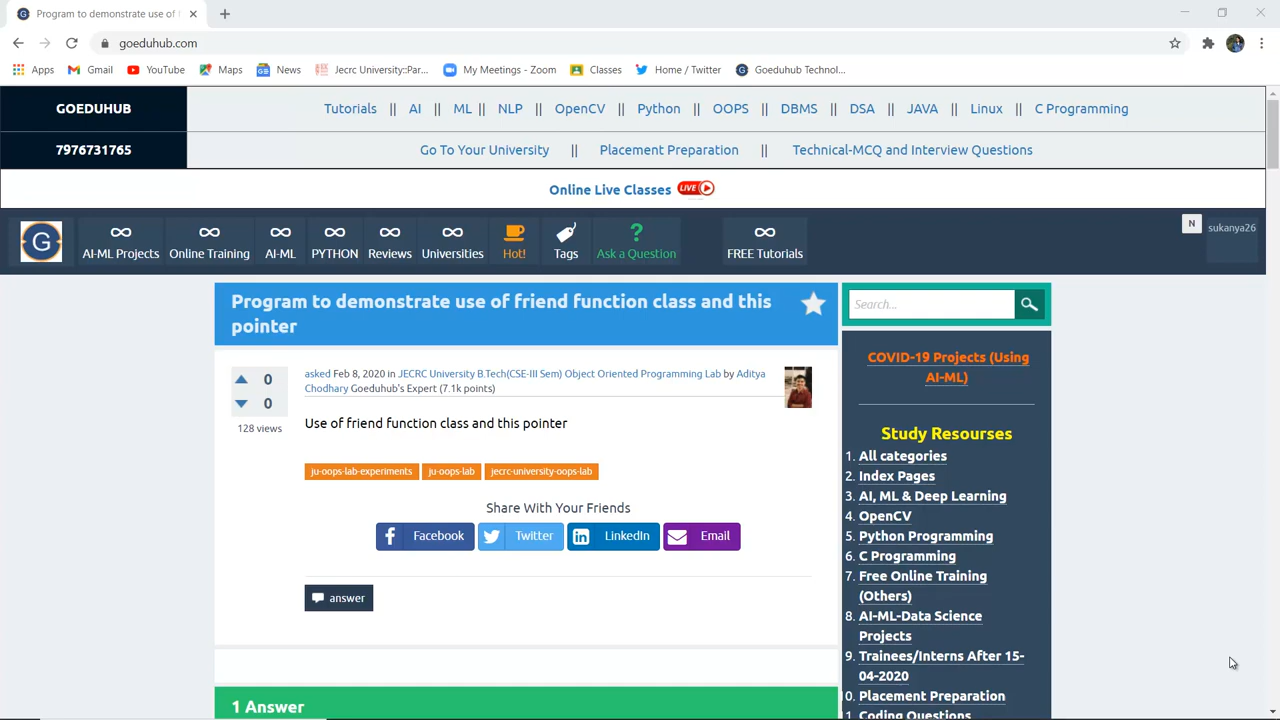 Program to demonstrate use of f
goeduhub.com
Apps Gmail YouTube Maps News Jecrc University::Par... My Meetings - Zoom Classes Home / Twitter Goeduhub Technol...
GOEDUHUB
Tutorials || AI || ML || NLP || OpenCV || Python || OOPS || DBMS || DSA || JAVA || Linux || C Programming
7976731765
Go To Your University || Placement Preparation || Technical-MCQ and Interview Questions
Online Live Classes LIVE
G
AI-ML Projects Online Training AI-ML PYTHON Reviews Universities Hot! Tags ? Ask a Question FREE Tutorials
N
sukanya26
Program to demonstrate use of friend function class and this
pointer
0
0
128 views
asked Feb 8, 2020 in JECRC University B.Tech(CSE-III Sem) Object Oriented Programming Lab by Aditya
Chodhary Goeduhub's Expert (7.1k points)
Use of friend function class and this pointer
ju-oops-lab-experiments ju-oops-lab jecrc-university-oops-lab
Share With Your Friends
Facebook Twitter LinkedIn Email
answer
1 Answer
Search...
COVID-19 Projects (Using
AI-ML)
Study Resourses
1. All categories
2. Index Pages
3. AI, ML & Deep Learning
4. OpenCV
5. Python Programming
6. C Programming
7. Free Online Training
(Others)
8. AI-ML-Data Science
Projects
9. Trainees/Interns After 15-
04-2020
0. Placement Preparation
1. Coding Questions